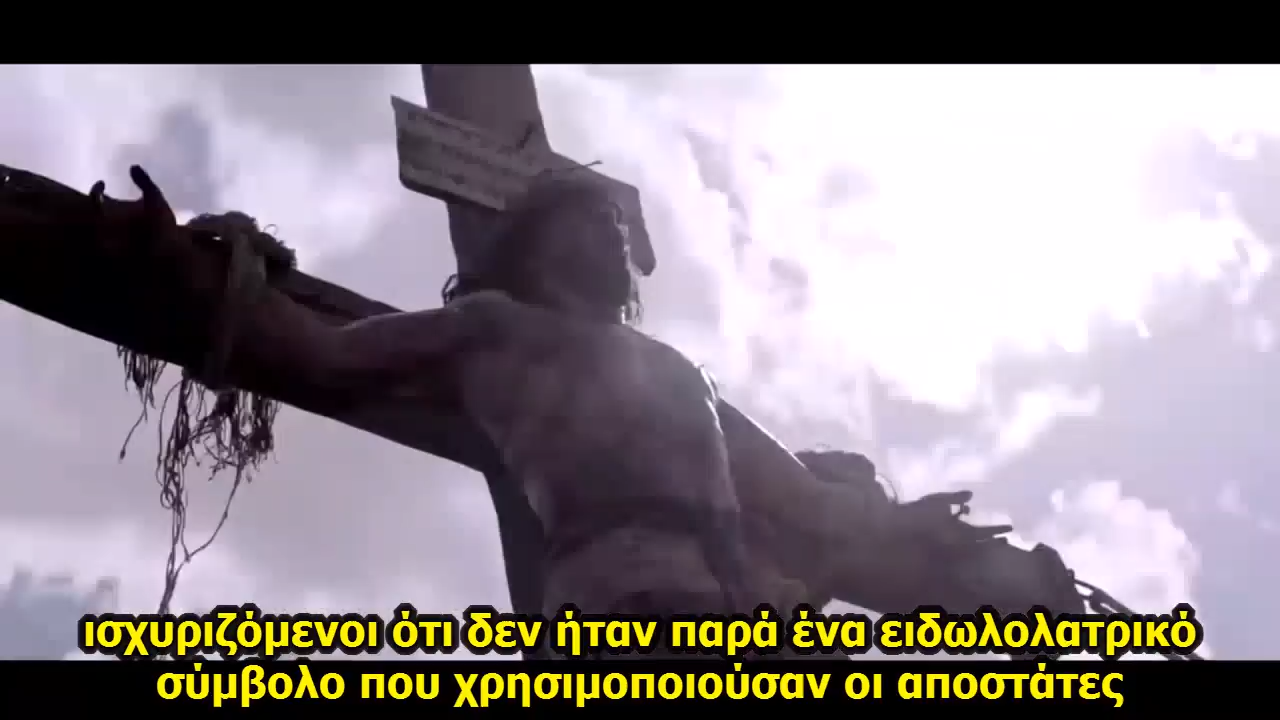 ισχυριζόμενοι ότι δεν ήταν παρά ένα ειδωλολατρικό
σύμβολο που χρησιμοποιούσαν οι αποστάτες